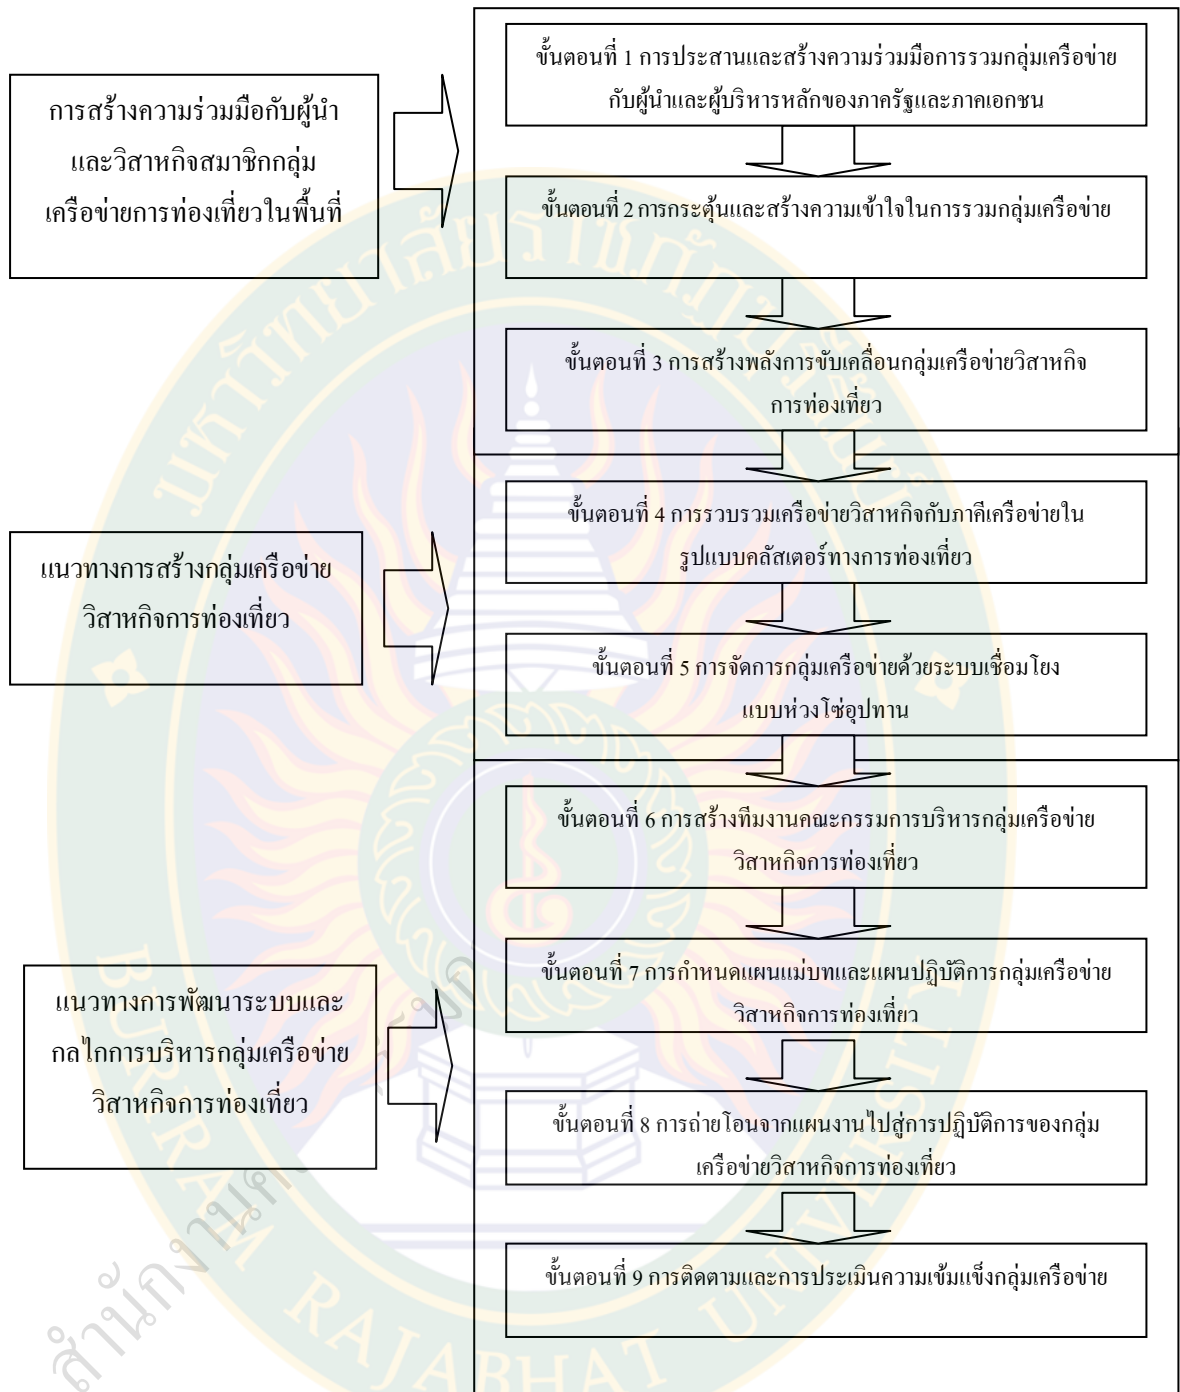 การสร้างความร่วมมือกับผู้นำ
และวิสาหกิจสมาชิกกลุ่ม
เครือข่ายการท่องเที่ยวในพื้นที่
ขั้นตอนที่ 1 การประสานและสร้างความร่วมมือการรวมกลุ่มเครือข่าย
กับผู้นำและผู้บริหารหลักของภาครัฐและภาคเอกชน
ขั้นตอนที่ 2 การกระตุ้นและสร้างความเข้าใจในการรวมกลุ่มเครือข่าย
ขั้นตอนที่ 3 การสร้างพลังการขับเคลื่อนกลุ่มเครือข่ายวิสาหกิจ
การท่องเที่ยว
แนวทางการสร้างกลุ่มเครือข่าย
วิสาหกิจการท่องเที่ยว
ขั้นตอนที่ 4 การรวบรวมเครือข่ายวิสาหกิจกับภาคีเครือข่ายใน
รูปแบบคลัสเตอร์ทางการท่องเที่ยว
ขั้นตอนที่ 5 การจัดการกลุ่มเครือข่ายด้วยระบบเชื่อมโยง
แบบห่วงโซ่อุปทาน
แนวทางการพัฒนาระบบและ
กลไกการบริหารกลุ่มเครือข่าย
วิสาหกิจการท่องเที่ยว
ขั้นตอนที่ 6 การสร้างทีมงานคณะกรรมการบริหารกลุ่มเครือข่าย
วิสาหกิจการท่องเที่ยว
ขั้นตอนที่ 7 การกำหนดแผนแม่บทและแผนปฏิบัติการกลุ่มเครือข่าย
วิสาหกิจการท่องเที่ยว
ขั้นตอนที่ 8 การถ่ายโอนจากแผนงานไปสู่การปฏิบัติการของกลุ่ม
เครือข่ายวิสาหกิจการท่องเที่ยว
ขั้นตอนที่ 9 การติดตามและการประเมินความเข้มแข็งกลุ่มเครือข่าย
มหาวิทยาลัยราชภัฏบุรีรัมย์
BURIRAM RAJABHAT UNIVERSITY